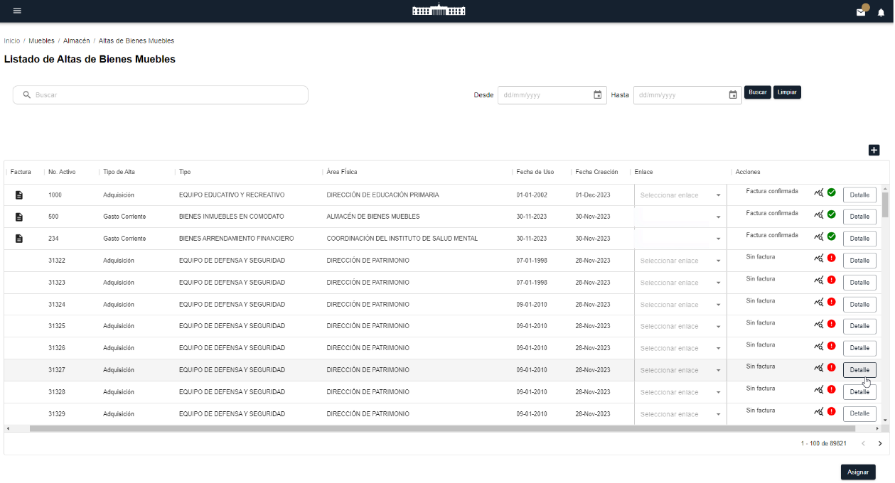 Inicio / Muebles / Almacén / Altas de Bienes Muebles
Listado de Altas de Bienes Muebles
Buscar Desde dd/mm/yyyy Hasta dd/mm/yyyy Buscar Limpiar
Factura No. Activo Tipo de Alta Tipo Área Física Fecha de Uso Fecha Creación Enlace Acciones
1006 Adquisición EQUIPO EDUCATIVO Y RECREATIVO DIRECCIÓN DE EDUCACIÓN PRIMARIA 01-01-2002 01-Dec-2023 Seleccionar enlace Factura confirmada Detalle
500 Gasto Corriente BIENES INMUEBLES EN COMODATO ALMACÉN DE BIENES MUEBLES 30-11-2023 30-Nov-2023 Factura confirmada Detalle
234 Gasto Corriente BIENES ARRENDAMIENTO FINANCIERO COORDINACIÓN DEL INSTITUTO DE SALUD MENTAL 30-11-2023 30-Nov-2023 Factura confirmada Detalle
31322 Adquisición EQUIPO DE DEFENSA Y SEGURIDAD DIRECCIÓN DE PATRIMONIO 07-01-1998 28-Nov-2023 Seleccionar enlace Sin factura Detalle
31323 Adquisición EQUIPO DE DEFENSA Y SEGURIDAD DIRECCIÓN DE PATRIMONIO 07-01-1998 28-Nov-2023 Seleccionar enlace Sin factura Detalle
31324 Adquisición EQUIPO DE DEFENSA Y SEGURIDAD DIRECCIÓN DE PATRIMONIO 09-01-2010 28-Nov-2023 Seleccionar enlace Sin factura Detalle
31325 Adquisición EQUIPO DE DEFENSA Y SEGURIDAD DIRECCIÓN DE PATRIMONIO 09-01-2010 28-Nov-2023 Seleccionar enlace Sin factura Detalle
31326 Adquisición EQUIPO DE DEFENSA Y SEGURIDAD DIRECCIÓN DE PATRIMONIO 09-01-2010 28-Nov-2023 Seleccionar enlace Sin factura Detalle
31327 Adquisición EQUIPO DE DEFENSA Y SEGURIDAD DIRECCIÓN DE PATRIMONIO 09-01-2010 28-Nov-2023 Seleccionar enlace Sin factura Detalle
31328 Adquisición EQUIPO DE DEFENSA Y SEGURIDAD DIRECCIÓN DE PATRIMONIO 09-01-2010 28-Nov-2023 Seleccionar enlace Sin factura Detalle
31329 Adquisición EQUIPO DE DEFENSA Y SEGURIDAD DIRECCIÓN DE PATRIMONIO 09-01-2010 28-Nov-2023 Seleccionar enlace Sin factura Detalle
1 - 100 de 89821
Asignar